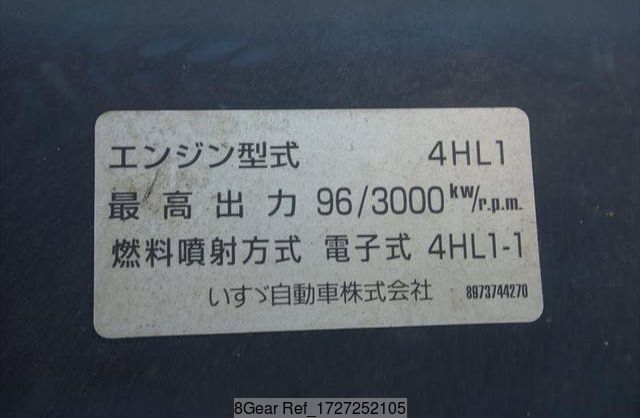 エンジン型式 4HL1
最高出力 96/3000 kw/r.p.m.
燃料噴射方式 電子式 4HL1-1
いすゞ自動車株式会社 8973744270
8Gear Ref_1727252105